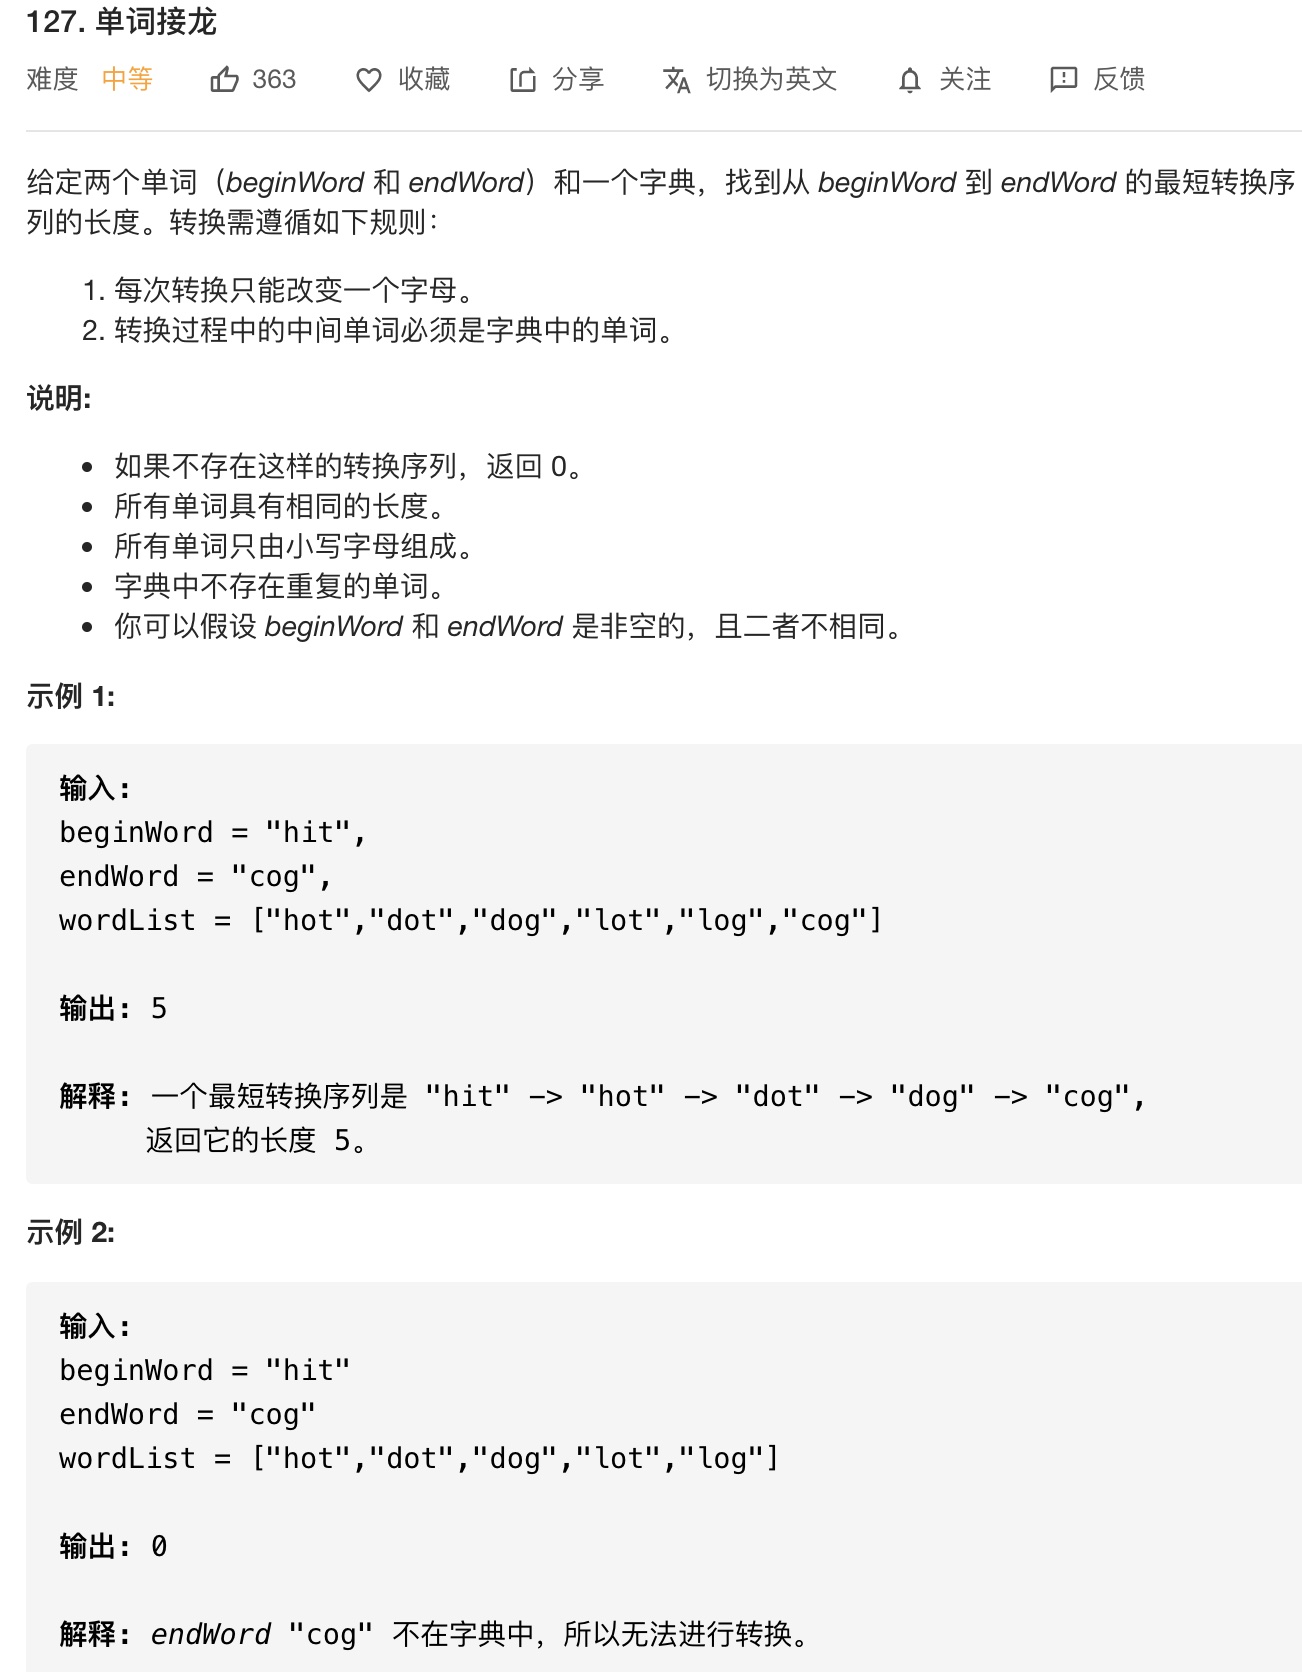 127. 单词接龙
难度 中等 363 收藏 分享 切换为英文 关注 反馈
给定两个单词（beginWord 和 endWord）和一个字典，找到从 beginWord 到 endWord 的最短转换序
列的长度。转换需遵循如下规则：
1. 每次转换只能改变一个字母。
2. 转换过程中的中间单词必须是字典中的单词。
说明:
• 如果不存在这样的转换序列，返回 0。
• 所有单词具有相同的长度。
• 所有单词只由小写字母组成。
• 字典中不存在重复的单词。
• 你可以假设 beginWord 和 endWord 是非空的，且二者不相同。
示例 1:
输入:
beginWord = "hit",
endWord = "cog",
wordList = ["hot","dot","dog","lot","log","cog"]
输出: 5
解释: 一个最短转换序列是 "hit" -> "hot" -> "dot" -> "dog" -> "cog",
返回它的长度 5。
示例 2:
输入:
beginWord = "hit"
endWord = "cog"
wordList = ["hot","dot","dog","lot","log"]
输出: 0
解释: endWord "cog" 不在字典中，所以无法进行转换。